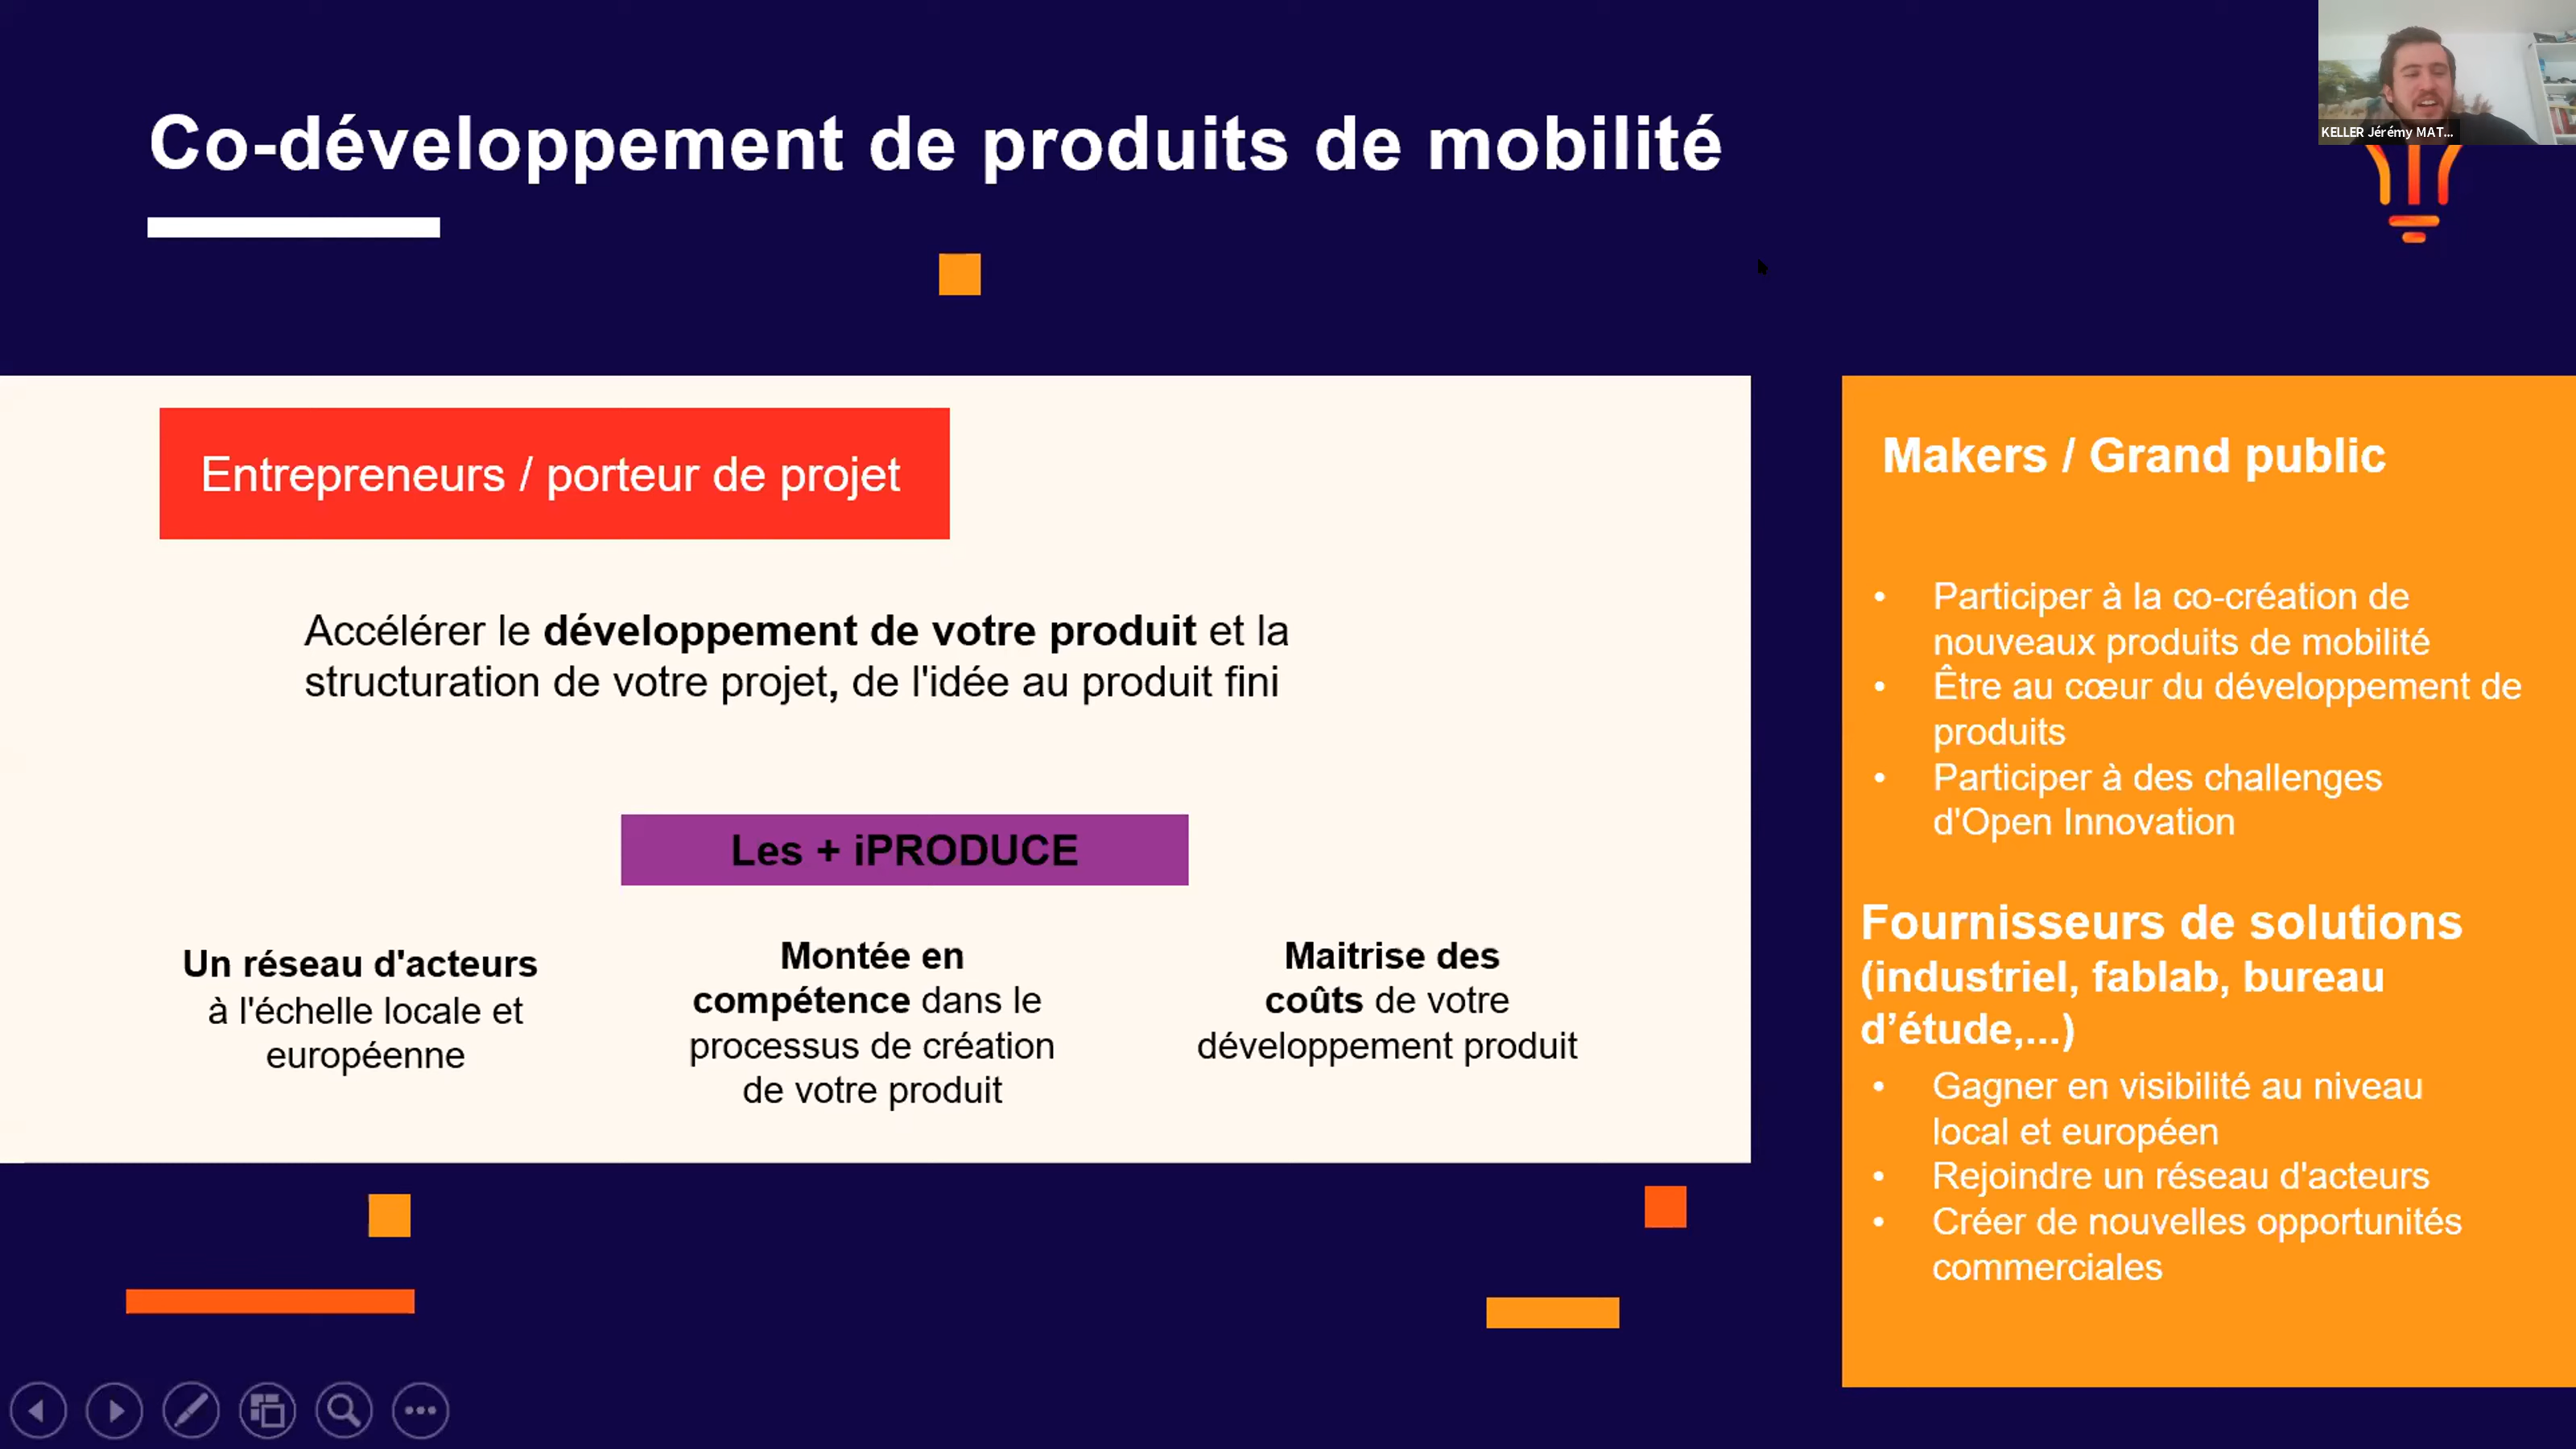 Co-développement de produits de mobilité
KELLER Jérémy MAT...
Entrepreneurs / porteur de projet
Accélérer le développement de votre produit et la
structuration de votre projet, de l'idée au produit fini
Les + iPRODUCE
Un réseau d'acteurs
à l'échelle locale et
européenne
Montée en
compétence dans le
processus de création
de votre produit
Maitrise des
coûts de votre
développement produit
Makers / Grand public
• Participer à la co-création de
nouveaux produits de mobilité
• Être au cœur du développement de
produits
• Participer à des challenges
d'Open Innovation
Fournisseurs de solutions
(industriel, fablab, bureau
d’étude,...)
• Gagner en visibilité au niveau
local et européen
• Rejoindre un réseau d'acteurs
• Créer de nouvelles opportunités
commerciales